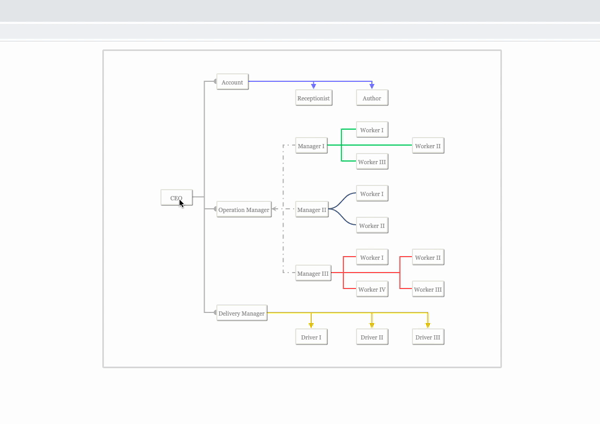 Account
Receptionist
Author
Worker I
Manager I
Worker II
Worker III
CEO
Operation Manager
Manager II
Worker I
Worker II
Manager III
Worker I
Worker II
Worker IV
Worker III
Delivery Manager
Driver I
Driver II
Driver III